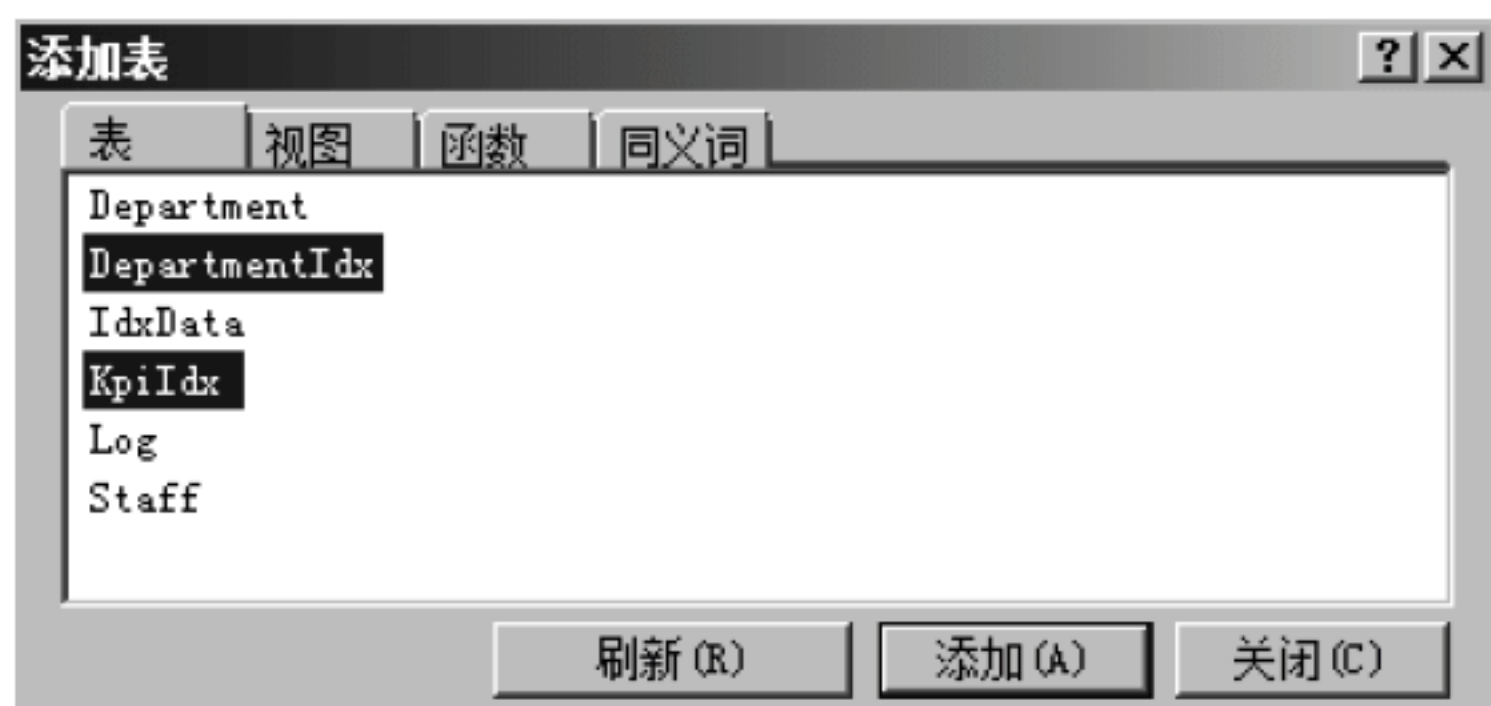 添加表 ? ×
表 视图 函数 同义词
Department
DepartmentIdx
IdxData
KpiIdx
Log
Staff
刷新(R) 添加(A) 关闭(C)